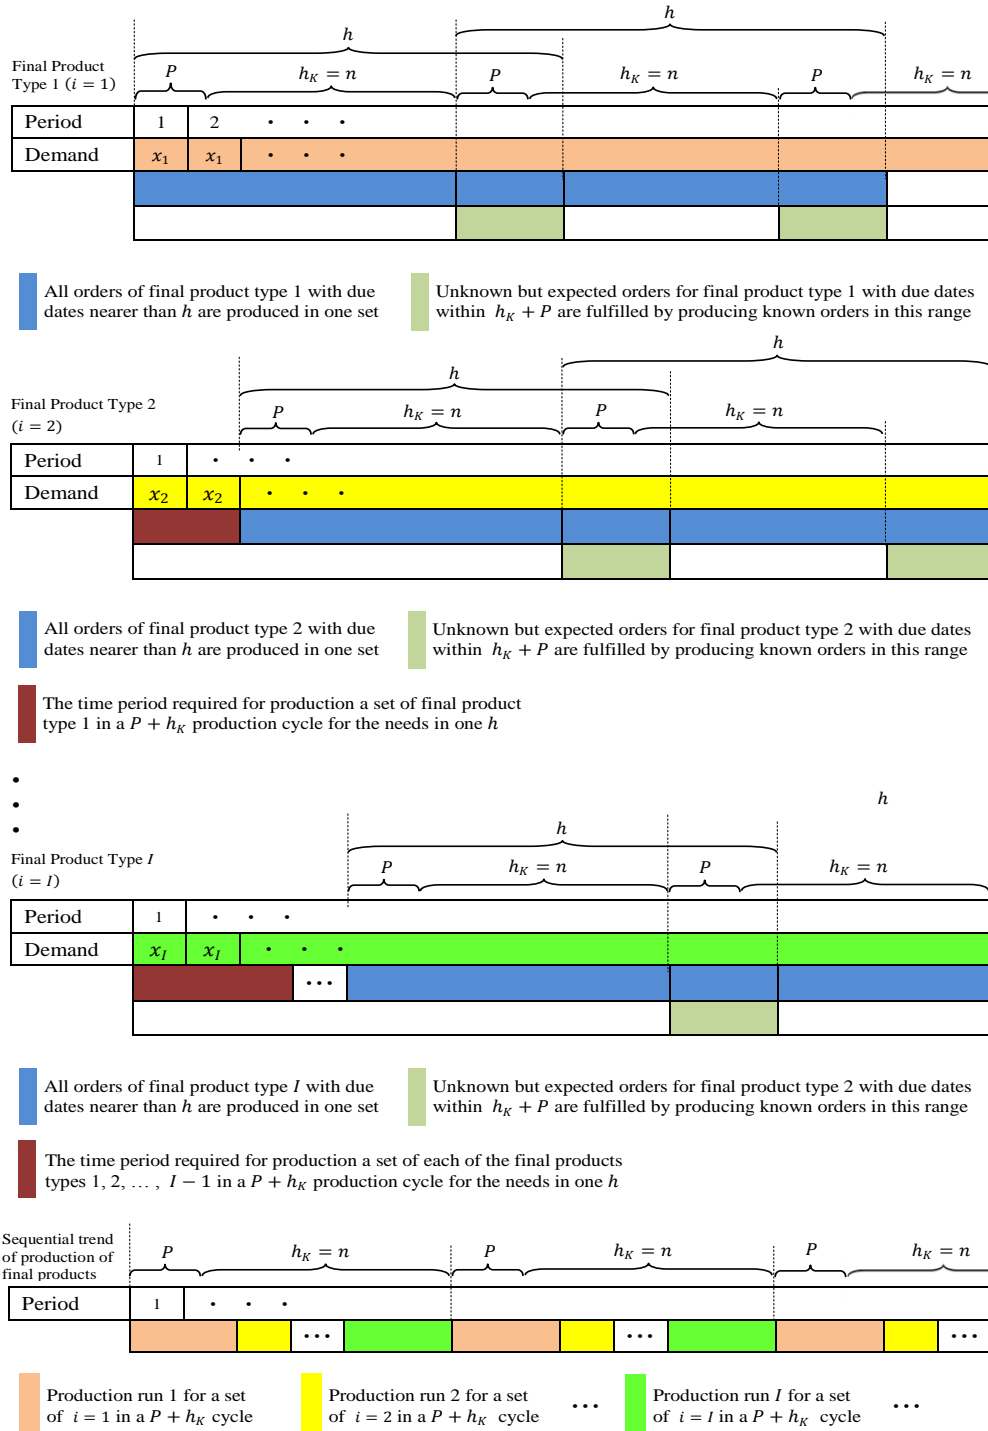 h
h
Final Product
Type 1 (i = 1)
P
h_K = n
P
h_K = n
P
h_K = n
Period
1
2
· · ·
Demand
x_1
x_1
· · ·
All orders of final product type 1 with due
dates nearer than h are produced in one set
Unknown but expected orders for final product type 1 with due dates
within h_K + P are fulfilled by producing known orders in this range
h
h
Final Product Type 2
(i = 2)
P
h_K = n
P
h_K = n
Period
1
· · ·
Demand
x_2
x_2
· · ·
All orders of final product type 2 with due
dates nearer than h are produced in one set
Unknown but expected orders for final product type 2 with due dates
within h_K + P are fulfilled by producing known orders in this range
The time period required for production a set of final product
type 1 in a P + h_K production cycle for the needs in one h
•
•
•
h
h
Final Product Type I
(i = I)
P
h_K = n
P
h_K = n
Period
1
· · ·
Demand
x_I
x_I
· · ·
···
All orders of final product type I with due
dates nearer than h are produced in one set
Unknown but expected orders for final product type 2 with due dates
within h_K + P are fulfilled by producing known orders in this range
The time period required for production a set of each of the final products
types 1, 2, … , I − 1 in a P + h_K production cycle for the needs in one h
Sequential trend
of production of
final products
P
h_K = n
P
h_K = n
P
h_K = n
Period
1
· · ·
···
···
···
Production run 1 for a set
of i = 1 in a P + h_K cycle
Production run 2 for a set
of i = 2 in a P + h_K cycle
···
Production run I for a set
of i = I in a P + h_K cycle
···